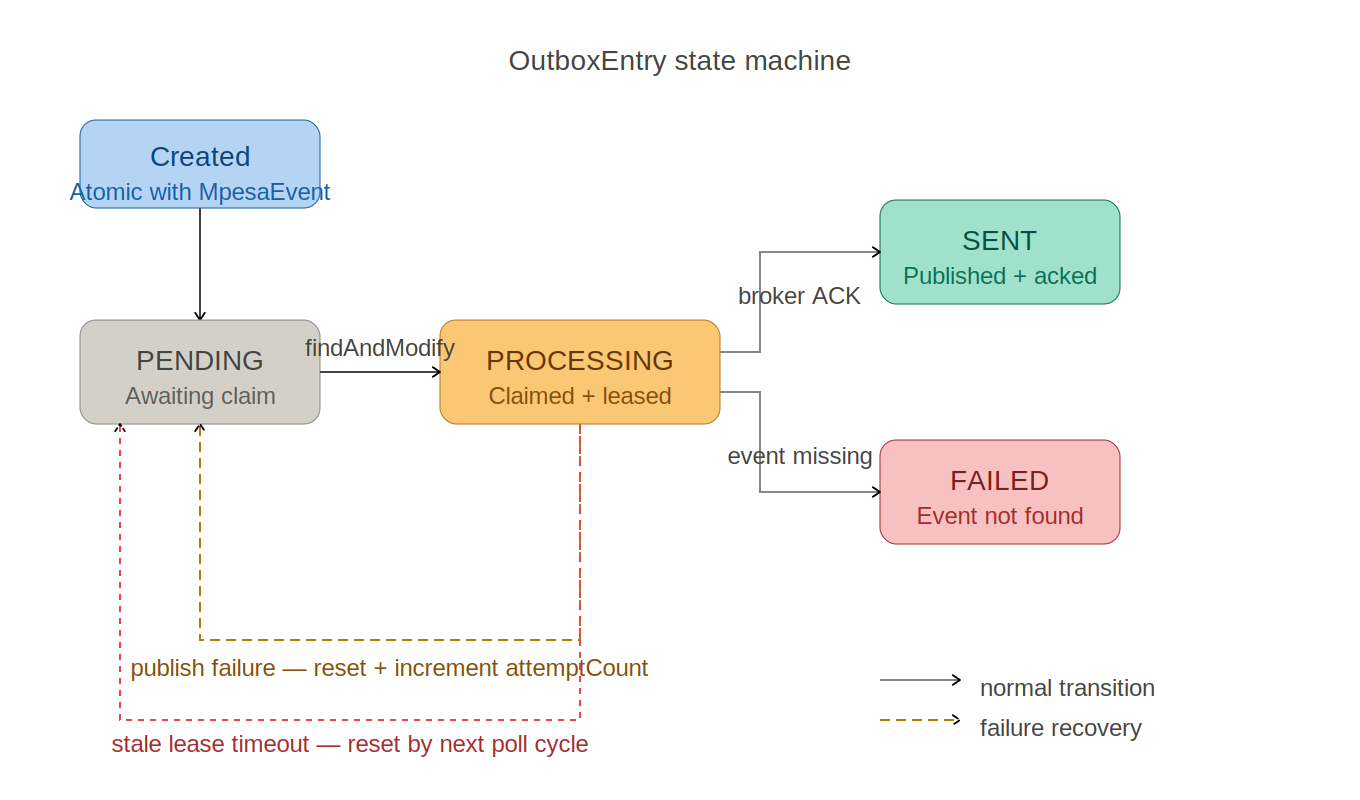 OutboxEntry state machine
Created
Atomic with MpesaEvent
PENDING
Awaiting claim
findAndModify
PROCESSING
Claimed + leased
broker ACK
SENT
Published + acked
event missing
FAILED
Event not found
publish failure — reset + increment attemptCount
stale lease timeout — reset by next poll cycle
normal transition
failure recovery